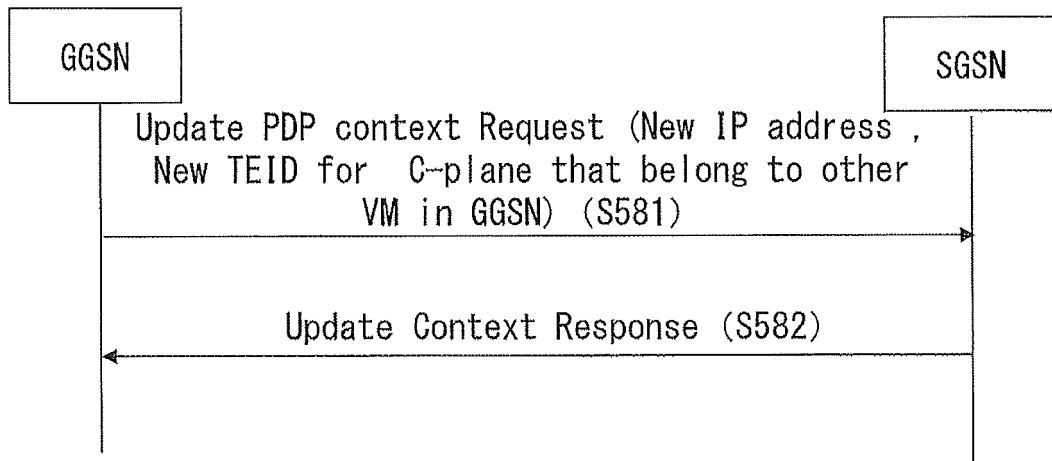 GGSN
SGSN
Update PDP context Request (New IP address ,
New TEID for C-plane that belong to other
VM in GGSN) (S581)
Update Context Response (S582)